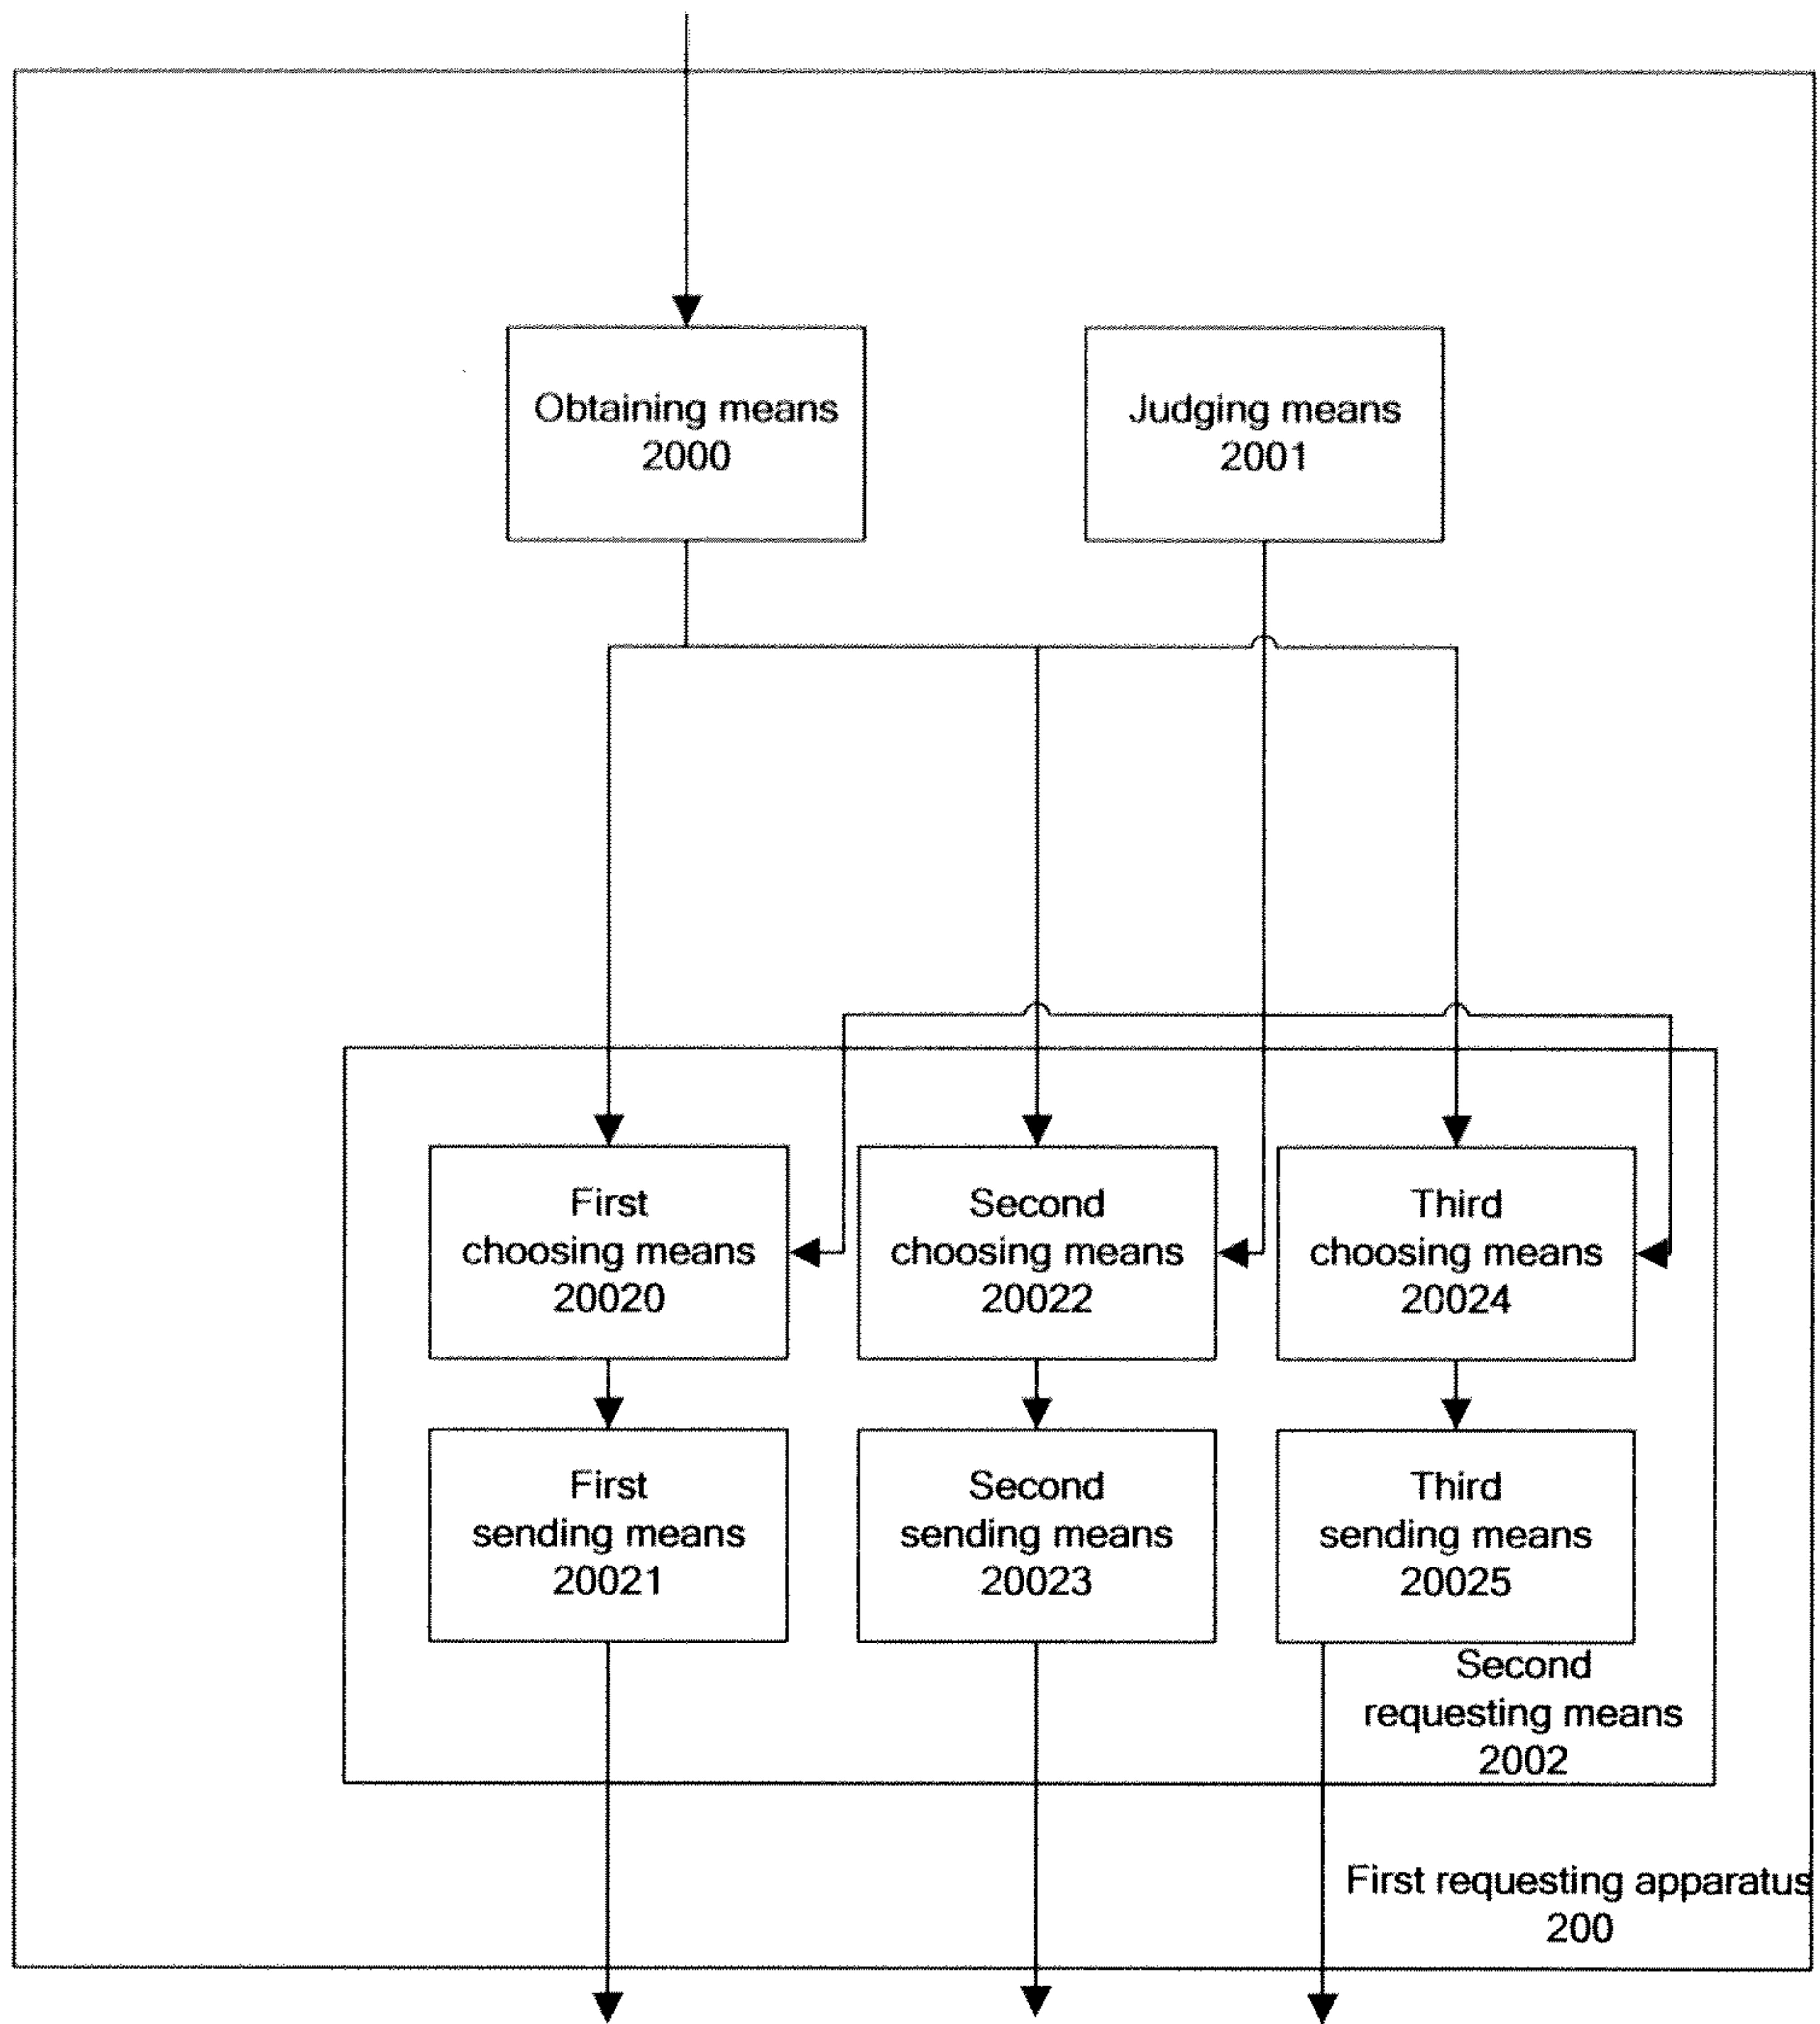 Obtaining means
2000
Judging means
2001
First
choosing means
20020
Second
choosing means
20022
Third
choosing means
20024
First
sending means
20021
Second
sending means
20023
Third
sending means
20025
Second
requesting means
2002
First requesting apparatus
200